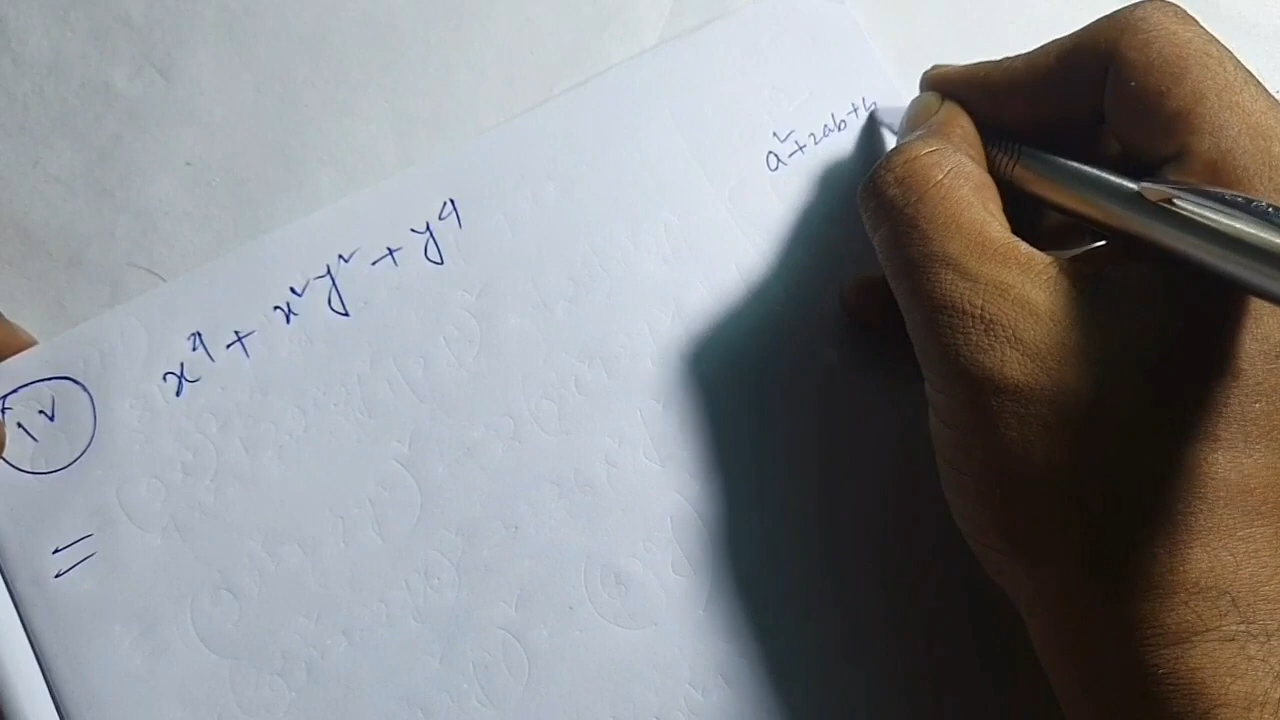 a²+2ab+b
iv x⁴ + x²y² + y⁴
=